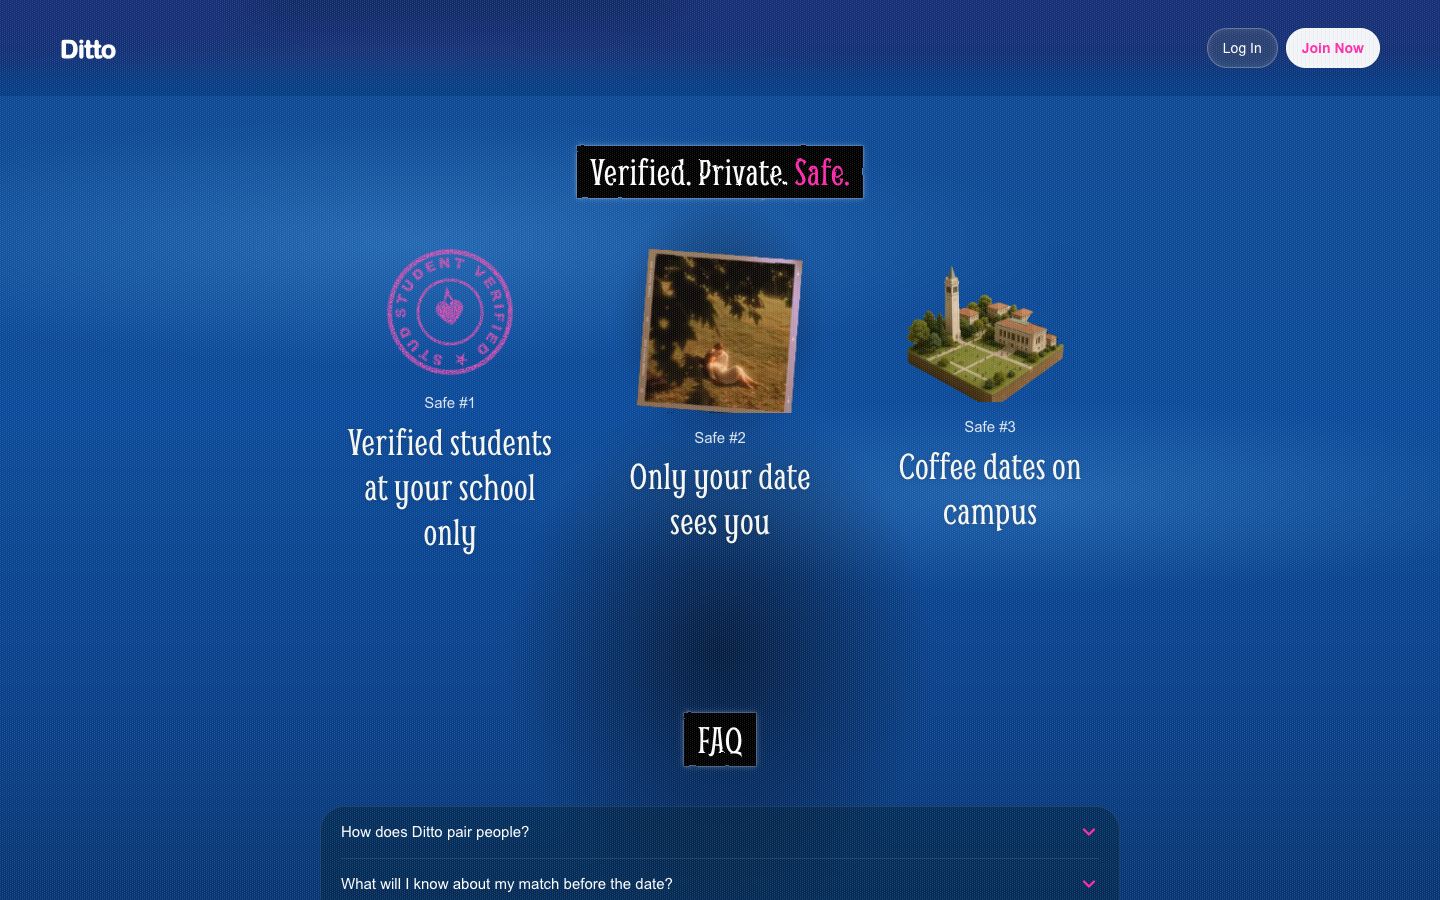 Ditto
Log In
Join Now
Verified. Private. Safe.
STUDENT VERIFIED ★ STUD
Safe #1
Verified students
at your school
only
Safe #2
Only your date
sees you
Safe #3
Coffee dates on
campus
FAQ
How does Ditto pair people?
What will I know about my match before the date?